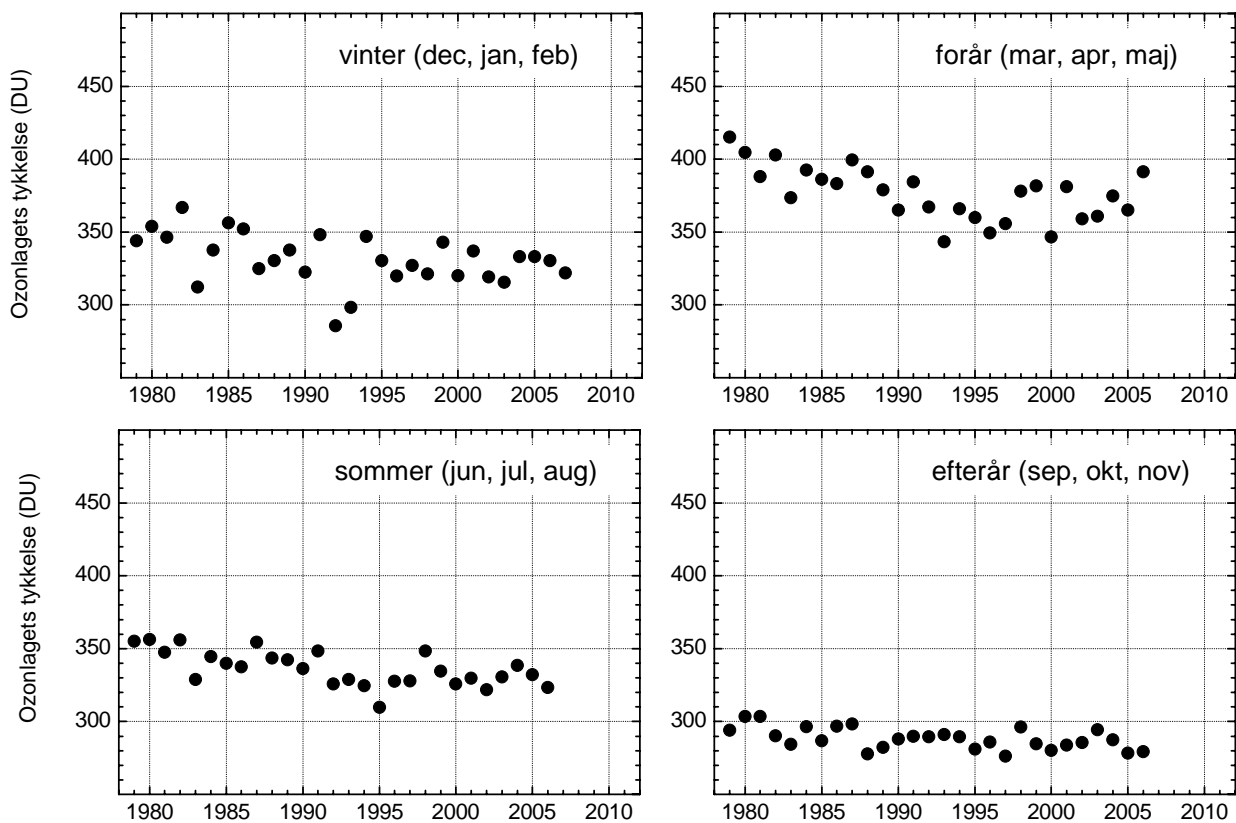 vinter (dec, jan, feb)
Ozonlagets tykkelse (DU)
450
400
350
300
1980 1985 1990 1995 2000 2005 2010
forår (mar, apr, maj)
450
400
350
300
1980 1985 1990 1995 2000 2005 2010
sommer (jun, jul, aug)
Ozonlagets tykkelse (DU)
450
400
350
300
1980 1985 1990 1995 2000 2005 2010
efterår (sep, okt, nov)
450
400
350
300
1980 1985 1990 1995 2000 2005 2010